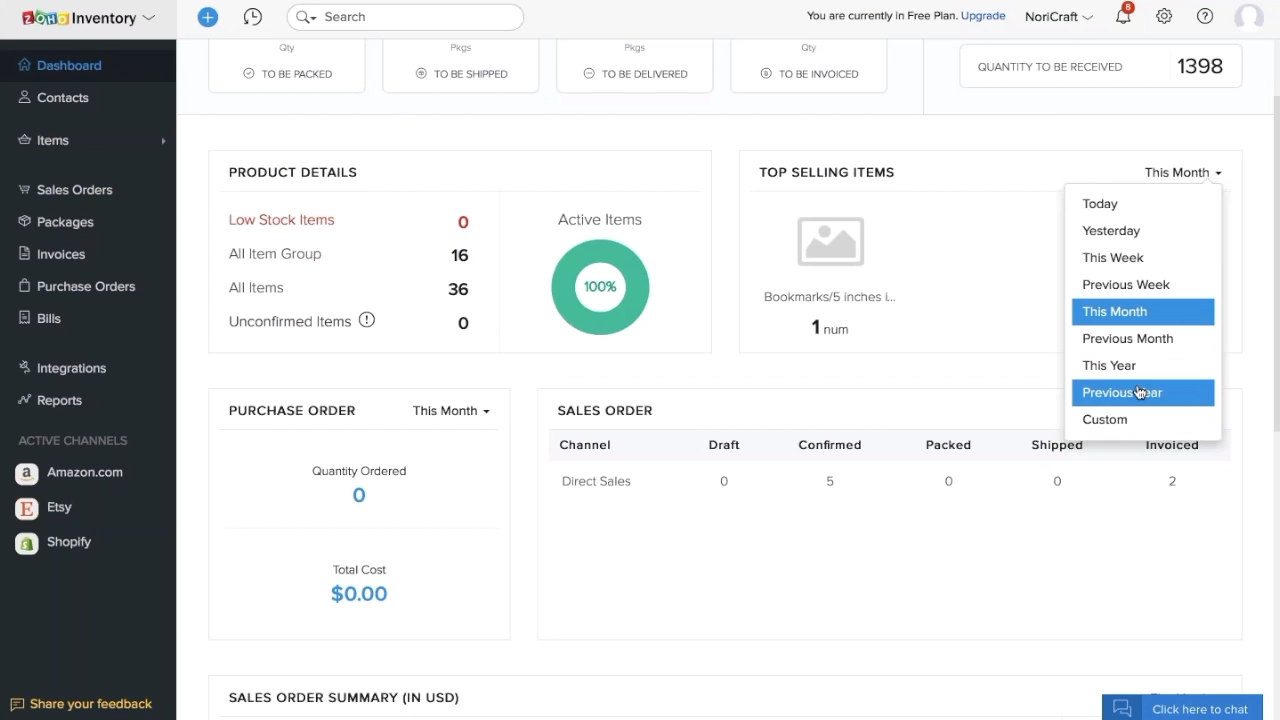 ZOHO Inventory
Search
You are currently in Free Plan. Upgrade
NoriCraft
8
Dashboard
Contacts
Items
Sales Orders
Packages
Invoices
Purchase Orders
Bills
Integrations
Reports
ACTIVE CHANNELS
Amazon.com
Etsy
Shopify
Share your feedback
Qty
TO BE PACKED
Pkgs
TO BE SHIPPED
Pkgs
TO BE DELIVERED
Qty
TO BE INVOICED
QUANTITY TO BE RECEIVED 1398
PRODUCT DETAILS
Low Stock Items 0
All Item Group 16
All Items 36
Unconfirmed Items 0
Active Items
100%
TOP SELLING ITEMS
This Month
Bookmarks/5 inches i...
1 num
Today
Yesterday
This Week
Previous Week
This Month
Previous Month
This Year
Previous Year
Custom
PURCHASE ORDER
This Month
Quantity Ordered
0
Total Cost
$0.00
SALES ORDER
Channel Draft Confirmed Packed Shipped Invoiced
Direct Sales 0 5 0 0 2
SALES ORDER SUMMARY (IN USD)
Click here to chat